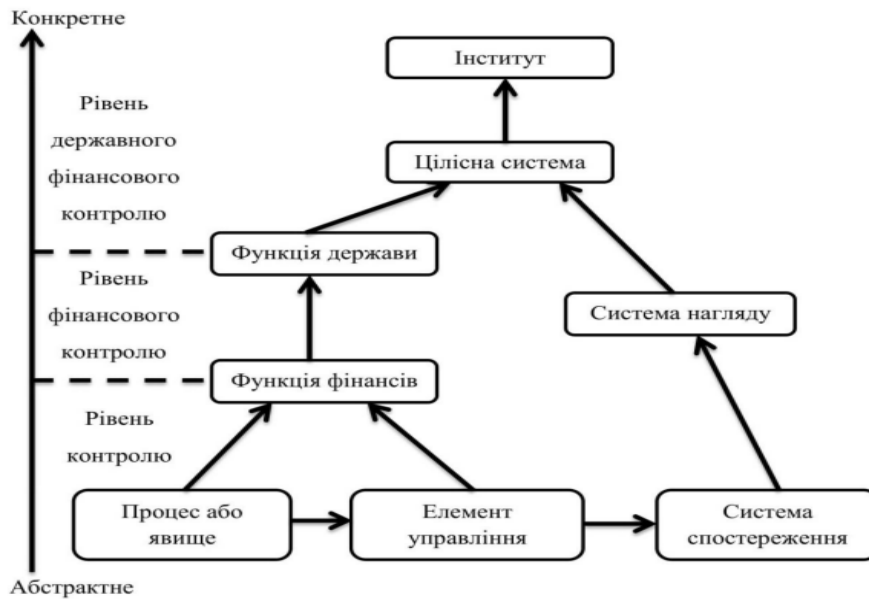 Конкретне
Інститут
Рівень
державного
фінансового
контролю
Цілісна система
Функція держави
Рівень
фінансового
контролю
Система нагляду
Функція фінансів
Рівень
контролю
Процес або
явище
Елемент
управління
Система
спостереження
Абстрактне